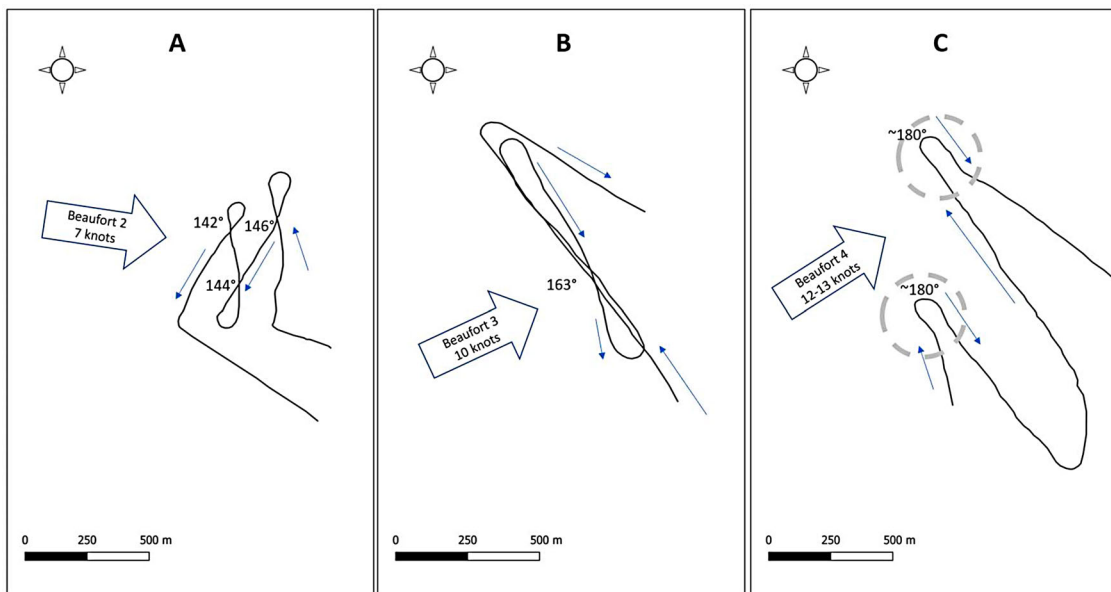 A
Beaufort 2
7 knots
142°
146°
144°
0
250
500 m
B
163°
Beaufort 3
10 knots
0
250
500 m
C
~180°
Beaufort 4
12-13 knots
~180°
0
250
500 m